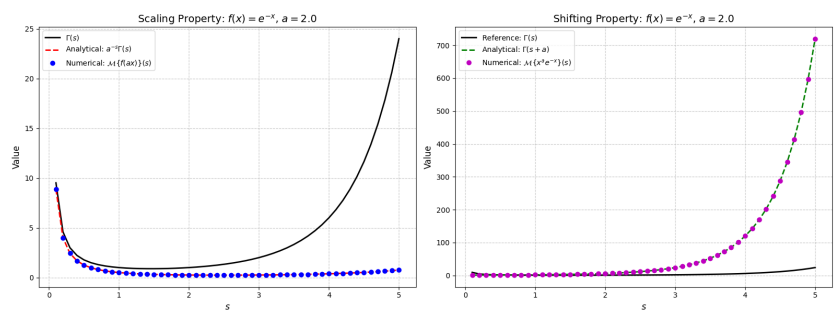 Scaling Property: f(x) = e⁻ˣ, a = 2.0
Γ(s)
Analytical: a⁻ˢΓ(s)
Numerical: ℳ{f(ax)}(s)
Value
25
20
15
10
5
0
1
2
3
4
5
s
Shifting Property: f(x) = e⁻ˣ, a = 2.0
Reference: Γ(s)
Analytical: Γ(s + a)
Numerical: ℳ{xᵃe⁻ˣ}(s)
Value
700
600
500
400
300
200
100
0
0
1
2
3
4
5
s